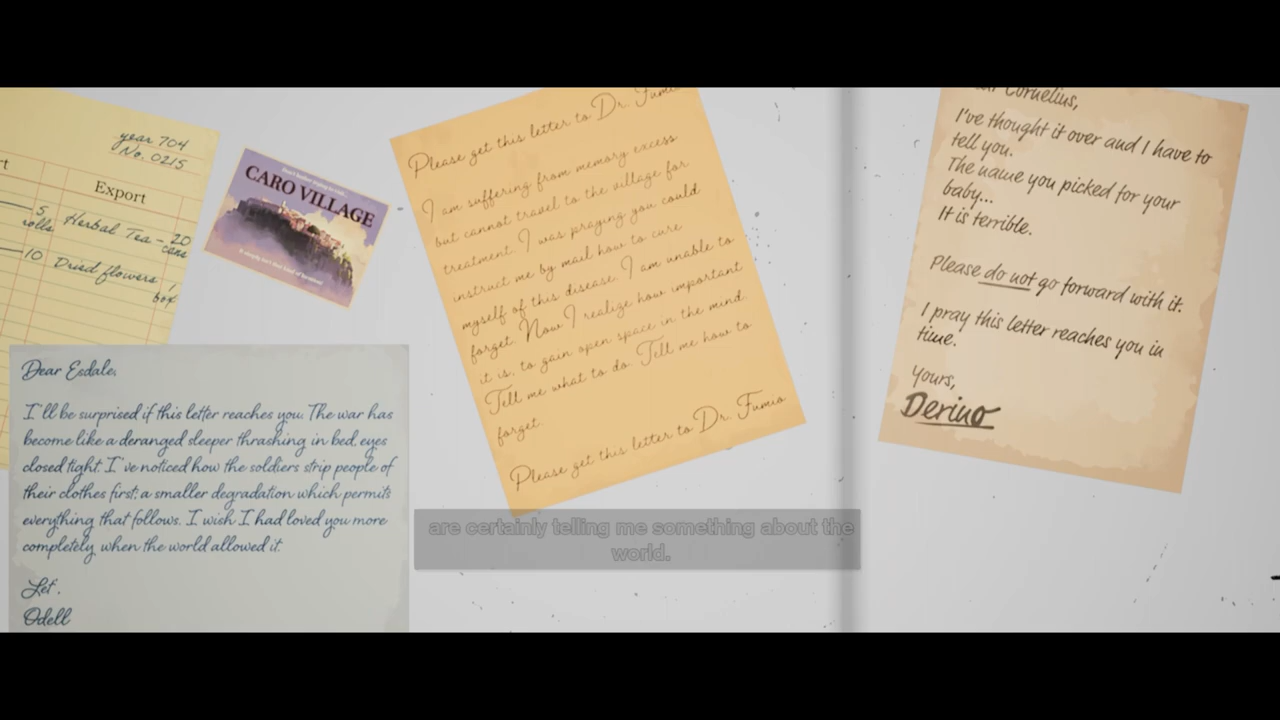 year 704
No. 0215
Export
5
rolls
Herbal Tea - 20
cans
10
Dried flowers 1
box
CARO VILLAGE
Please get this letter to Dr. Fumio
I am suffering from memory excess
but cannot travel to the village for
treatment. I was praying you could
instruct me by mail how to cure
myself of this disease. I am unable to
forget. Now I realize how important
it is, to gain open space in the mind.
Tell me what to do. Tell me how to
forget.
Please get this letter to Dr. Fumio
Cornelius,
I've thought it over and I have to
tell you.
The name you picked for your
baby...
It is terrible.
Please do not go forward with it.
I pray this letter reaches you in
time.
Yours,
Derino
Dear Esdale,
I'll be surprised if this letter reaches you. The war has
become like a deranged sleeper thrashing in bed, eyes
closed tight. I've noticed how the soldiers strip people of
their clothes first; a smaller degradation which permits
everything that follows. I wish I had loved you more
completely, when the world allowed it.
Lef.
Odell
are certainly telling me something about the
world.